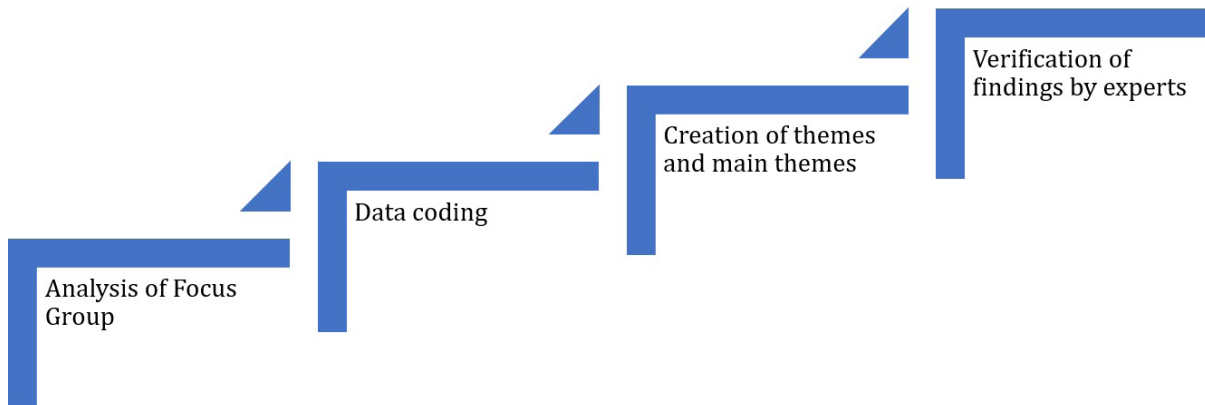 Analysis of Focus
Group
Data coding
Creation of themes
and main themes
Verification of
findings by experts